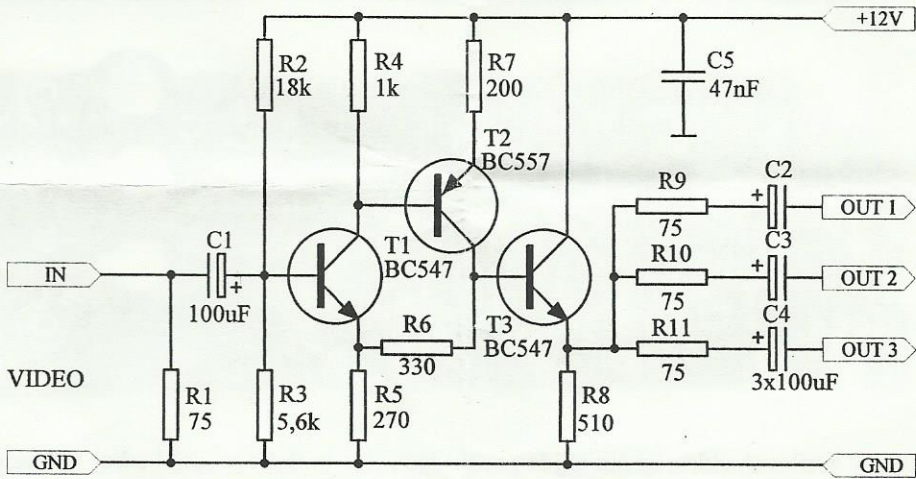 +12V
R2
18k
R4
1k
R7
200
C5
47nF
T2
BC557
C2
R9
+
75
OUT 1
C1
T1
BC547
C3
R10
+
75
OUT 2
IN
+
100uF
R6
330
T3
BC547
C4
R11
+
75
OUT 3
3x100uF
VIDEO
R1
75
R3
5,6k
R5
270
R8
510
GND
GND